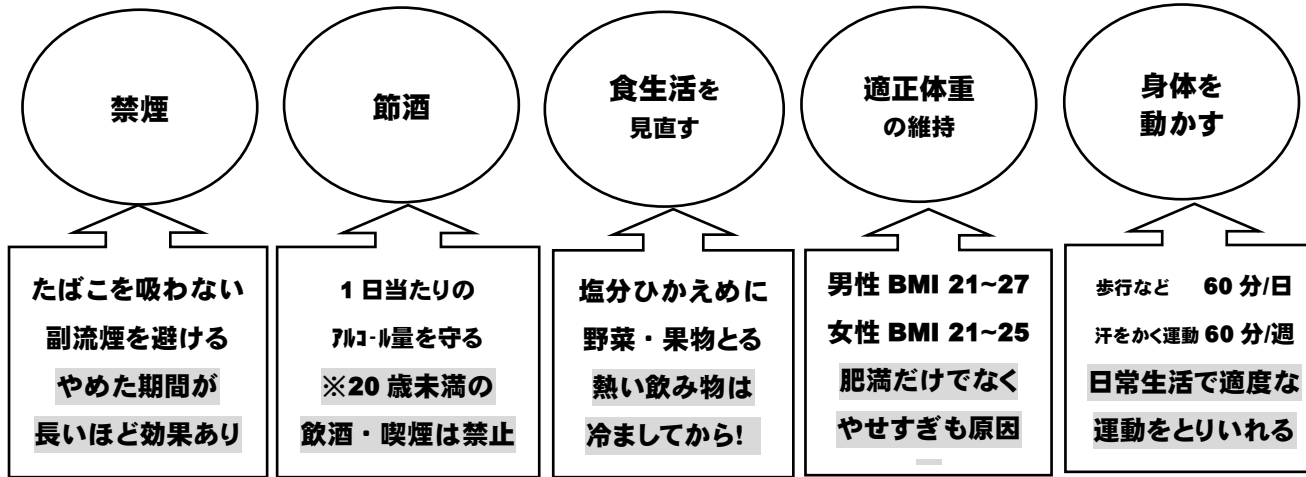 禁煙
節酒
食生活を
見直す
適正体重
の維持
身体を
動かす
たばこを吸わない
副流煙を避ける
やめた期間が
長いほど効果あり
1日当たりの
ｱﾙｺｰﾙ量を守る
※20歳未満の
飲酒・喫煙は禁止
塩分ひかえめに
野菜・果物とる
熱い飲み物は
冷ましてから!
男性 BMI 21~27
女性 BMI 21~25
肥満だけでなく
やせすぎも原因
歩行など 60分/日
汗をかく運動 60分/週
日常生活で適度な
運動をとりいれる